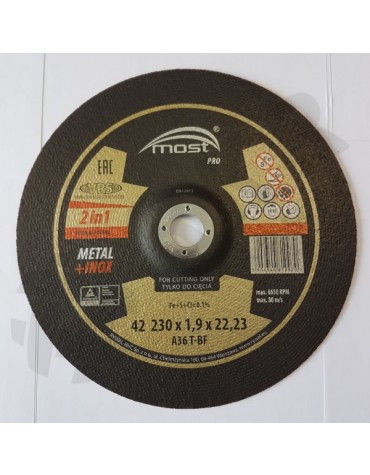 most®
PRO
EAC
2 in 1
METAL
+INOX
FOR CUTTING ONLY
TYLKO DO CIĘCIA
Fe+S+Cl<0,1%
42 230 x 1,9 x 22,23
A36 T-BF
max. 6650 RPM
max. 80 m/s